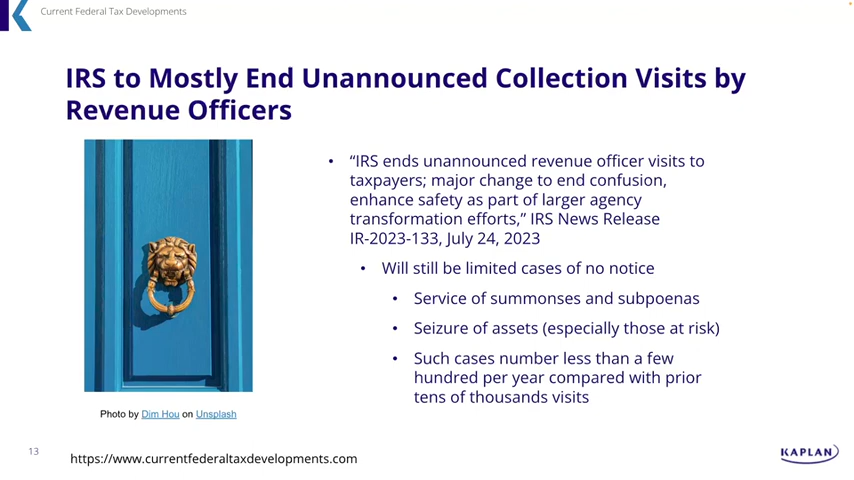 Current Federal Tax Developments
IRS to Mostly End Unannounced Collection Visits by
Revenue Officers
• “IRS ends unannounced revenue officer visits to
taxpayers; major change to end confusion,
enhance safety as part of larger agency
transformation efforts,” IRS News Release
IR-2023-133, July 24, 2023
• Will still be limited cases of no notice
• Service of summonses and subpoenas
• Seizure of assets (especially those at risk)
• Such cases number less than a few
hundred per year compared with prior
tens of thousands visits
Photo by Dim Hou on Unsplash
13
https://www.currentfederaltaxdevelopments.com
KAPLAN